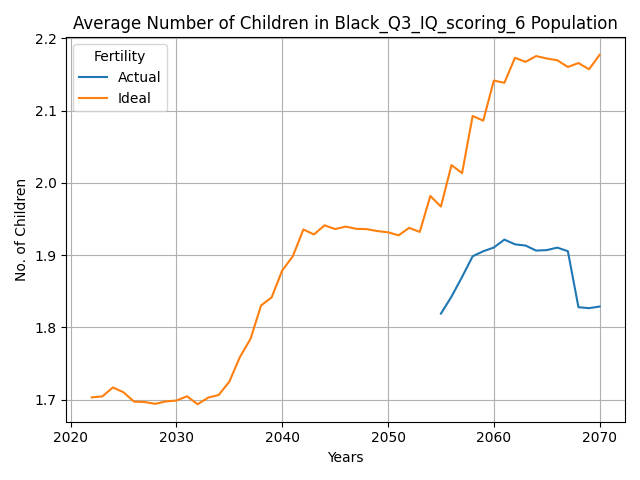 Average Number of Children in Black_Q3_IQ_scoring_6 Population
Fertility
Actual
Ideal
No. of Children
2.2
2.1
2.0
1.9
1.8
1.7
2020 2030 2040 2050 2060 2070
Years